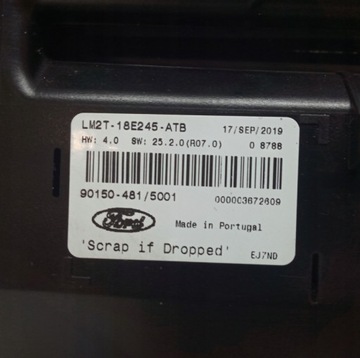 LM2T-18E245-ATB 17/SEP/2019
HW: 4.0 SW: 25.2.0(R07.0) 0 8788
90150-481/5001 000003672609
Ford Made in Portugal
'Scrap if Dropped' EJ7ND